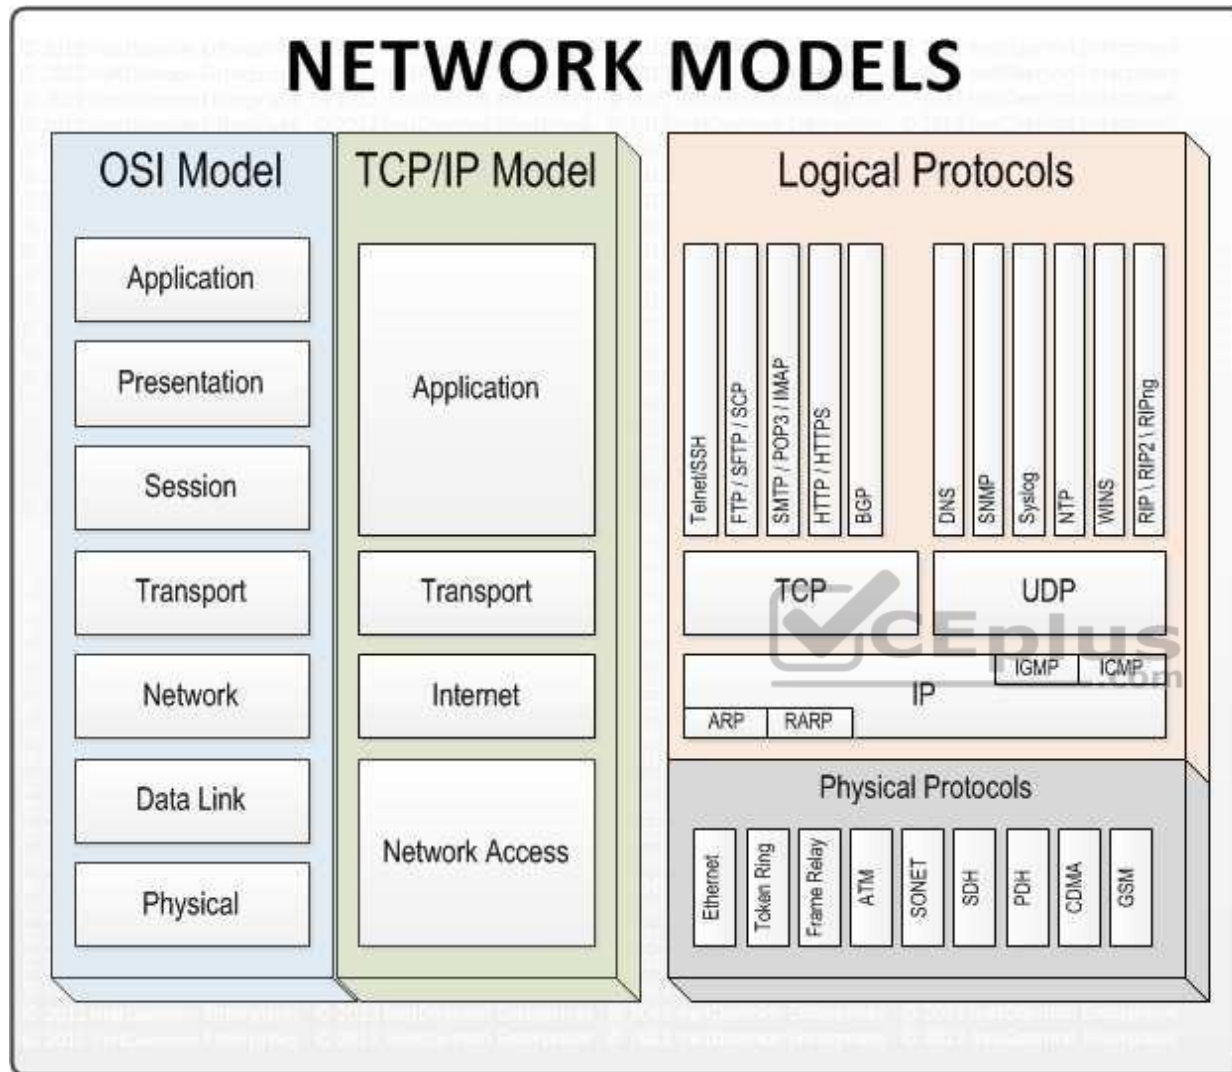 NETWORK MODELS
OSI Model
Application
Presentation
Session
Transport
Network
Data Link
Physical
TCP/IP Model
Application
Transport
Internet
Network Access
Logical Protocols
Telnet/SSH
FTP / SFTP / SCP
SMTP / POP3 / IMAP
HTTP / HTTPS
BGP
DNS
SNMP
Syslog
NTP
WINS
RIP \ RIP2 \ RIPng
TCP
UDP
IP
IGMP
ICMP
ARP
RARP
CEplus
.com
Physical Protocols
Ethernet
Token Ring
Frame Relay
ATM
SONET
SDH
PDH
CDMA
GSM